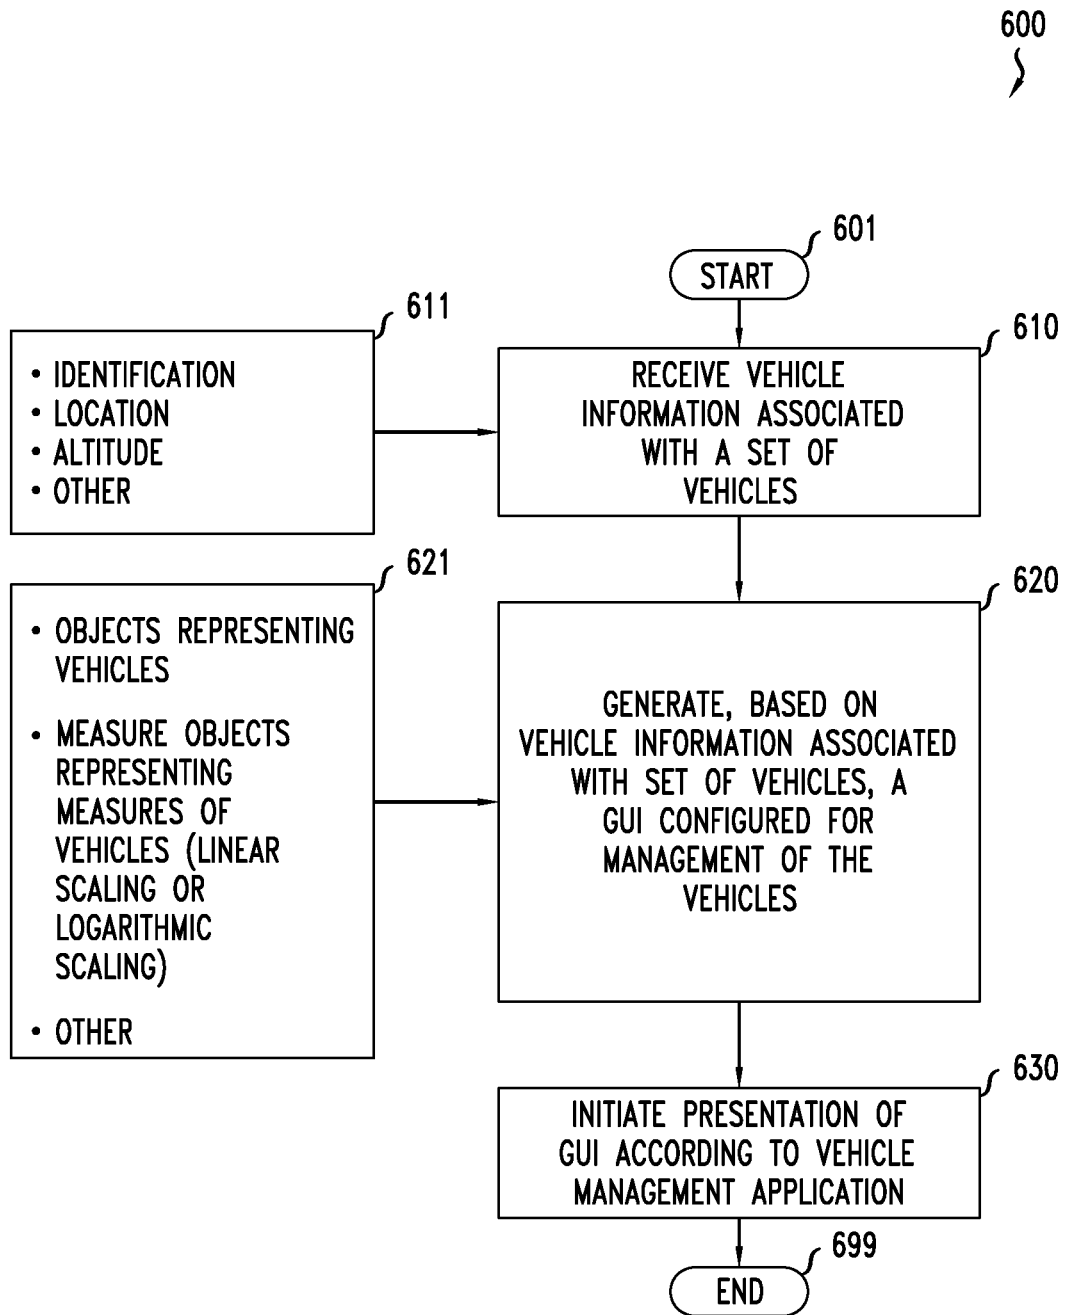 600
601
START
611
• IDENTIFICATION
• LOCATION
• ALTITUDE
• OTHER
610
RECEIVE VEHICLE
INFORMATION ASSOCIATED
WITH A SET OF
VEHICLES
621
• OBJECTS REPRESENTING
VEHICLES
• MEASURE OBJECTS
REPRESENTING
MEASURES OF
VEHICLES (LINEAR
SCALING OR
LOGARITHMIC
SCALING)
• OTHER
620
GENERATE, BASED ON
VEHICLE INFORMATION ASSOCIATED
WITH SET OF VEHICLES, A
GUI CONFIGURED FOR
MANAGEMENT OF THE
VEHICLES
630
INITIATE PRESENTATION OF
GUI ACCORDING TO VEHICLE
MANAGEMENT APPLICATION
699
END